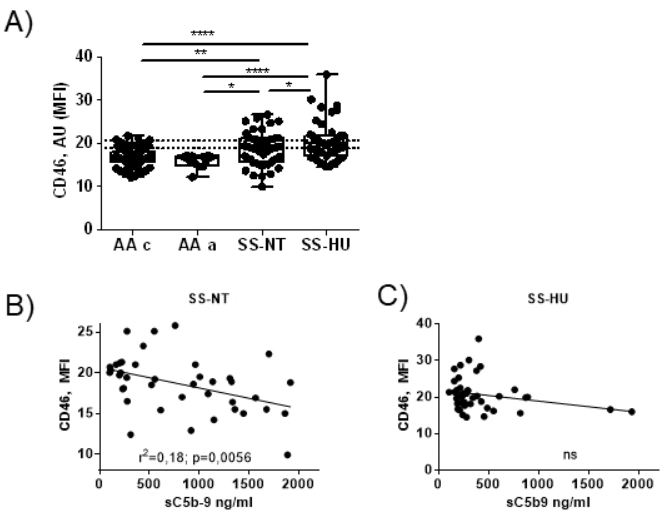 A)
****
**
****
*
*
40
30
20
10
0
CD46, AU (MFI)
AA c
AA a
SS-NT
SS-HU
B)
SS-NT
25
20
15
10
CD46, MFI
0
500
1000
1500
2000
r²=0,18; p=0,0056
sC5b-9 ng/ml
C)
SS-HU
40
30
20
10
0
CD46, MFI
0
500
1000
1500
2000
ns
sC5b9 ng/ml